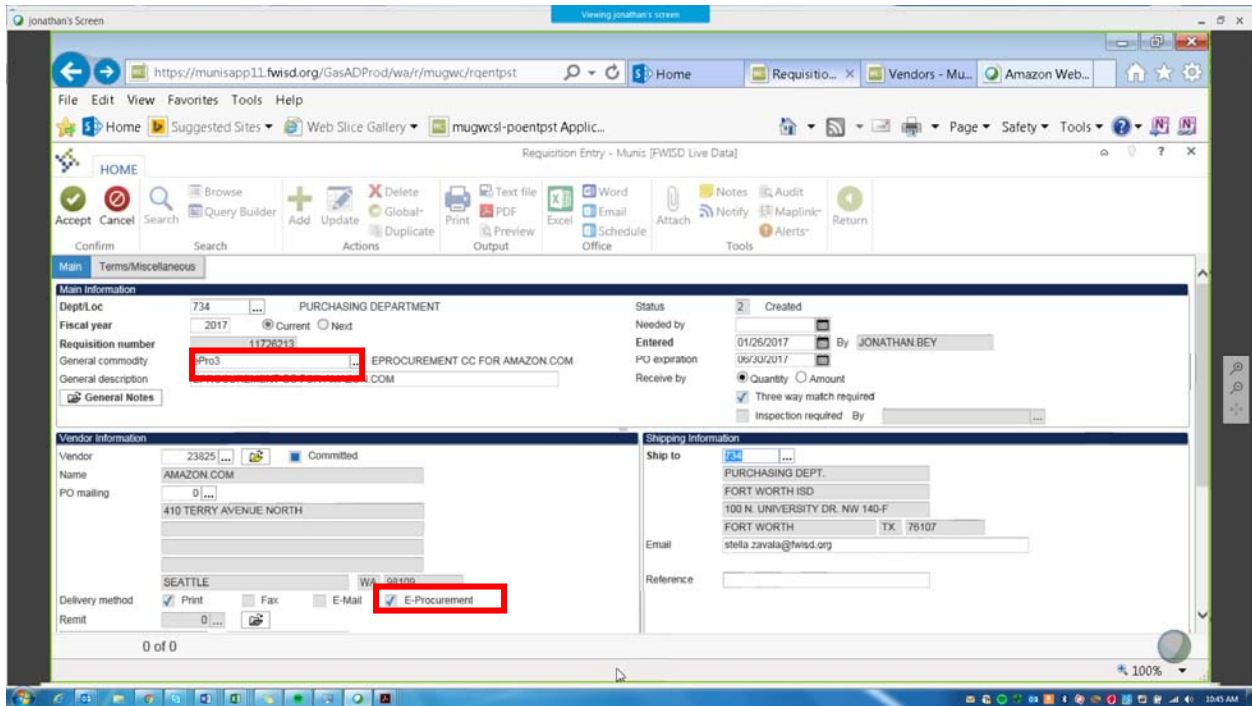 jonathan's Screen
Viewing jonathan's screen
https://munisapp11.fwisd.org/GasADProd/wa/r/mugwc/rqentpst
Home
Requisitio...
Vendors - Mu...
Amazon Web...
File Edit View Favorites Tools Help
Home Suggested Sites Web Slice Gallery mugwcsl-poentpst Applic...
Page Safety Tools
Requisition Entry - Munis [FWISD Live Data]
HOME
Accept Cancel Search Browse Query Builder Add Update Delete Global Duplicate Print Text file PDF Preview Excel Word Email Schedule Attach Notes Notify Audit Maplink Alerts Return
Confirm Search Actions Output Office Tools
Main Terms/Miscellaneous
Main Information
Dept/Loc 734 ... PURCHASING DEPARTMENT
Fiscal year 2017 Current Next
Requisition number 11726213
General commodity ePro3 ... EPROCUREMENT CC FOR AMAZON.COM
General description EPROCUREMENT CC FOR AMAZON.COM
General Notes
Status 2 Created
Needed by
Entered 01/26/2017 By JONATHAN.BEY
PO expiration 06/30/2017
Receive by Quantity Amount
Three way match required
Inspection required By ...
Vendor Information
Vendor 23825 ... Committed
Name AMAZON.COM
PO mailing 0 ...
410 TERRY AVENUE NORTH
SEATTLE WA 98109
Delivery method Print Fax E-Mail E-Procurement
Remit 0 ...
Shipping Information
Ship to 734 ...
PURCHASING DEPT.
FORT WORTH ISD
100 N. UNIVERSITY DR. NW 140-F
FORT WORTH TX 76107
Email stella.zavala@fwisd.org
Reference
0 of 0
100%
10:45 AM